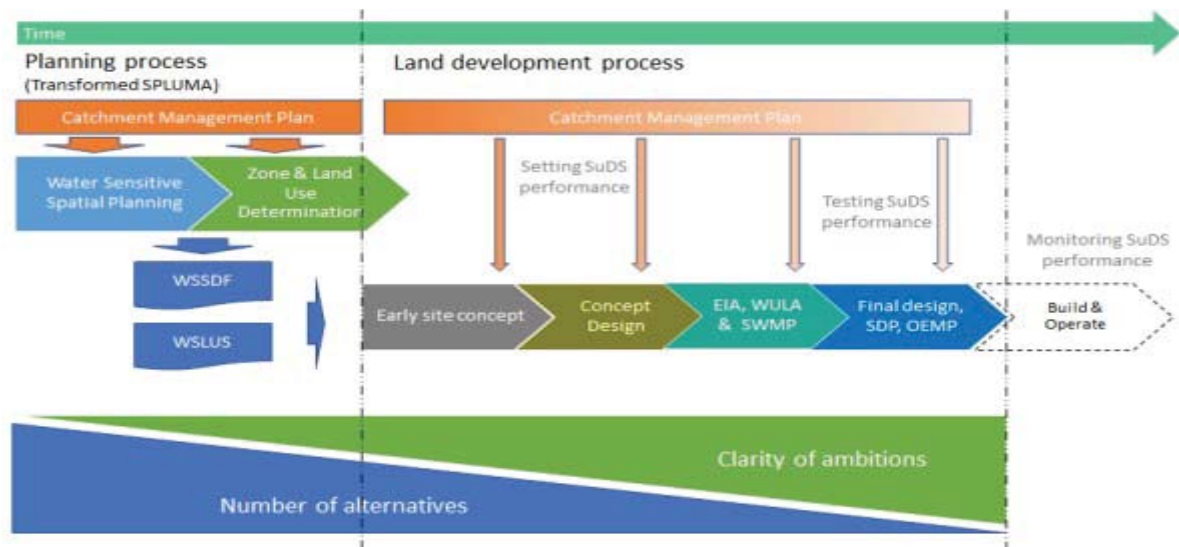 Time
Planning process
(Transformed SPLUMA)
Land development process
Catchment Management Plan
Catchment Management Plan
Water Sensitive
Spatial Planning
Zone & Land
Use
Determination
Setting SuDS
performance
Testing SuDS
performance
Monitoring SuDS
performance
WSSDF
WSLUS
Early site concept
Concept
Design
EIA, WULA
& SWMP
Final design,
SDP, OEMP
Build &
Operate
Clarity of ambitions
Number of alternatives